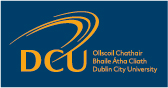 DCU
Ollscoil Chathair
Bhaile Átha Cliath
Dublin City University